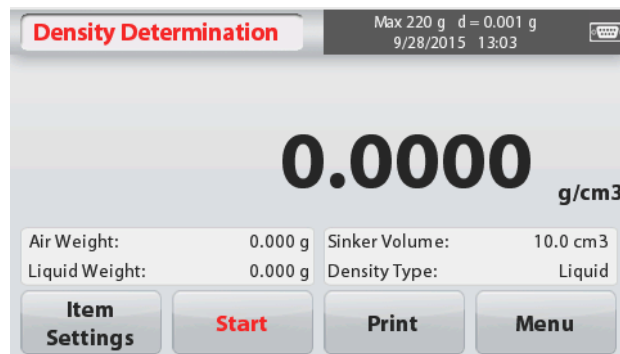 Density Determination
Max 220 g d = 0.001 g
9/28/2015 13:03
0.0000
g/cm3
Air Weight: 0.000 g
Sinker Volume: 10.0 cm3
Liquid Weight: 0.000 g
Density Type: Liquid
Item
Settings
Start
Print
Menu